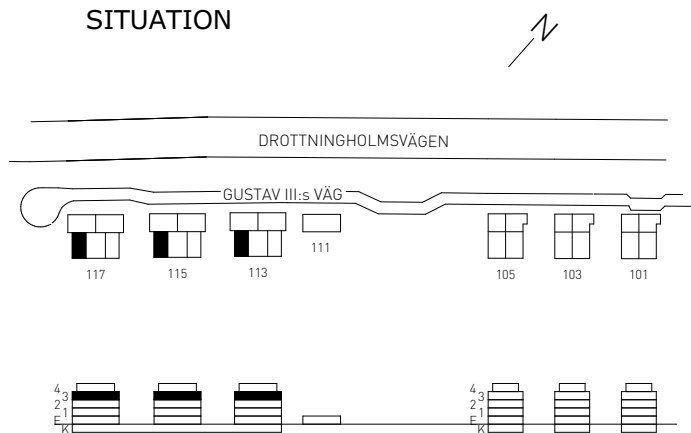 SITUATION
N
DROTTNINGHOLMSVÄGEN
GUSTAV III:s VÄG
117
115
113
111
105
103
101
4
3
2
1
E
K
4
3
2
1
E
K